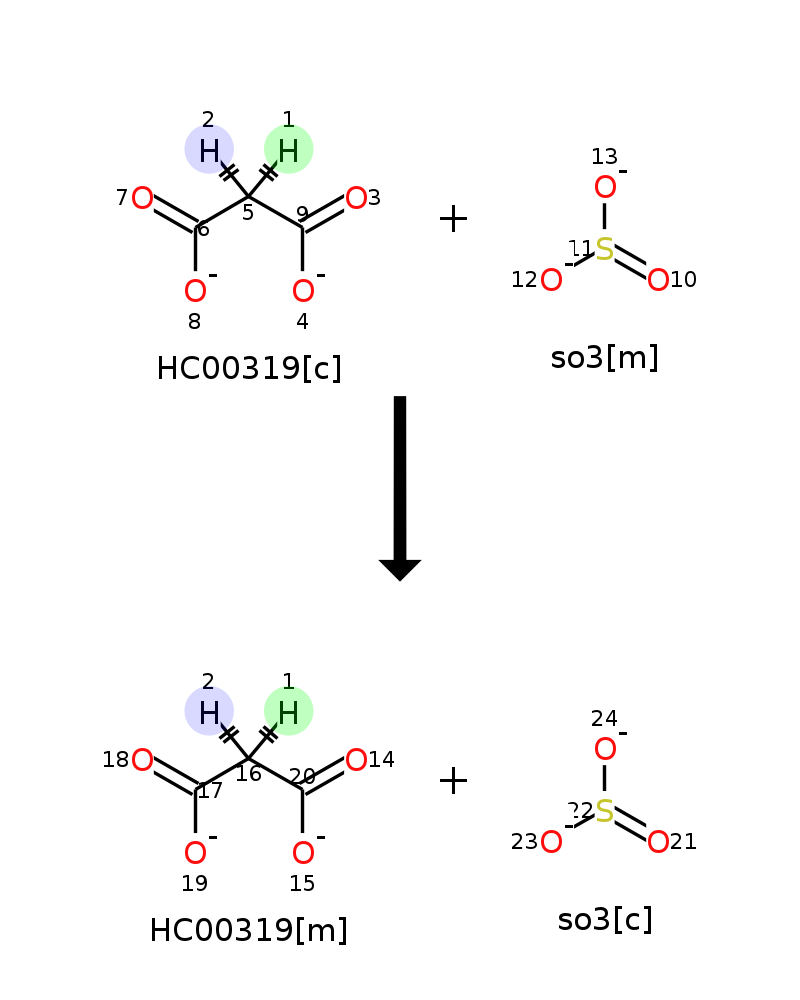 2 1
H H
7 O O 3
6 5 9
O - O -
8 4
HC00319[c]
+
13
O -
11 S
12 O - O 10
so3[m]
2 1
H H
18 O O 14
17 16 20
O - O -
19 15
HC00319[m]
+
24
O -
22 S
23 O - O 21
so3[c]